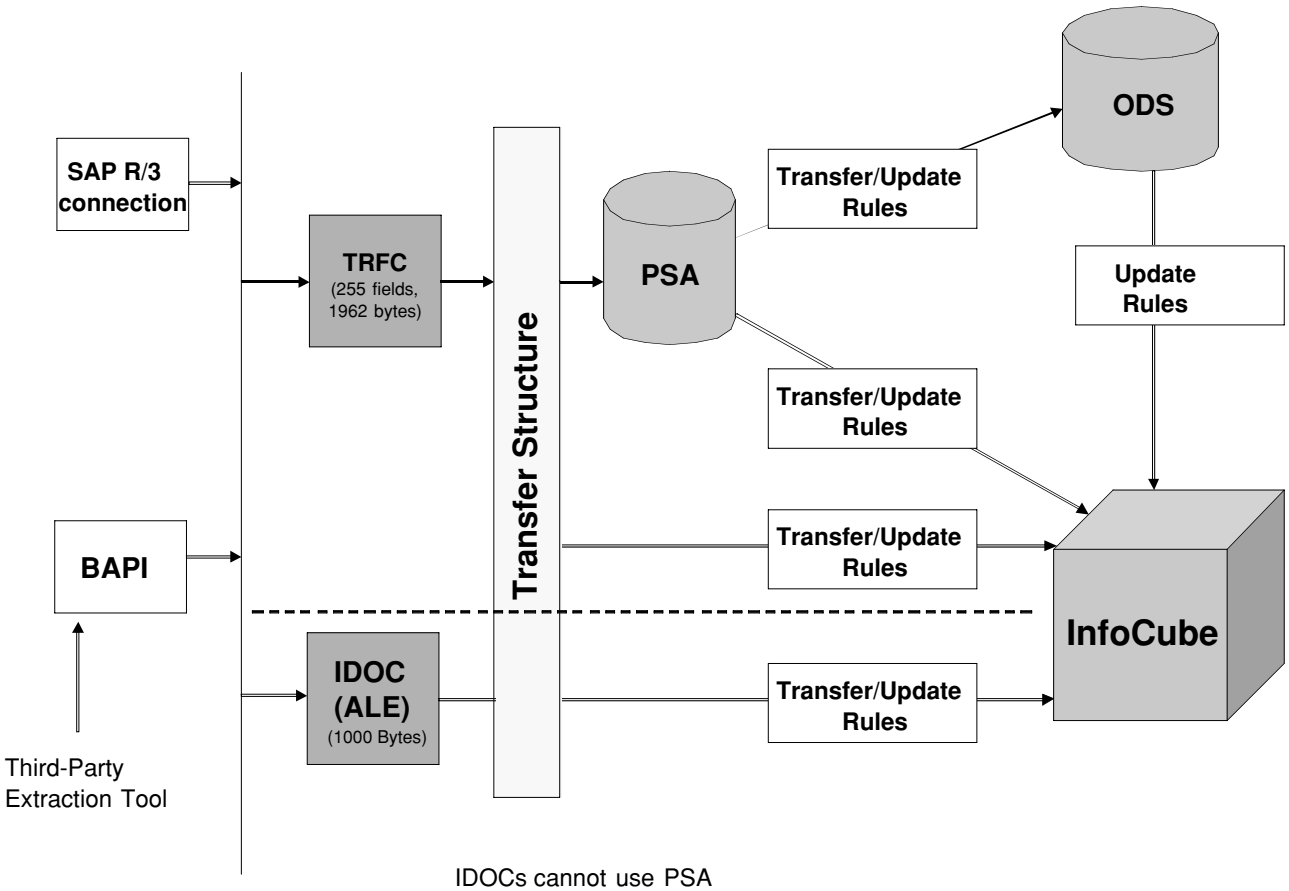 ODS
SAP R/3
connection
Transfer/Update
Rules
TRFC
(255 fields,
1962 bytes)
PSA
Update
Rules
Transfer Structure
Transfer/Update
Rules
BAPI
Transfer/Update
Rules
InfoCube
IDOC
(ALE)
(1000 Bytes)
Transfer/Update
Rules
Third-Party
Extraction Tool
IDOCs cannot use PSA